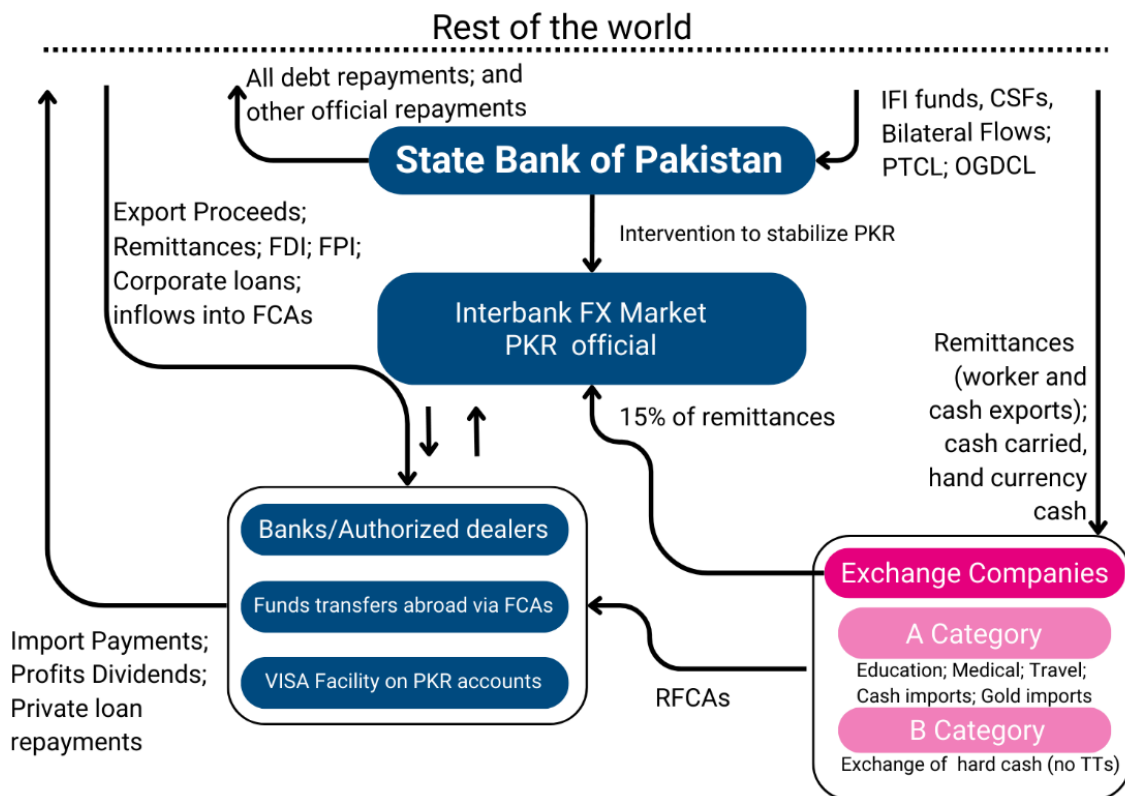 Rest of the world
All debt repayments; and
other official repayments
IFI funds, CSFs,
Bilateral Flows;
PTCL; OGDCL
State Bank of Pakistan
Export Proceeds;
Remittances; FDI; FPI;
Corporate loans;
inflows into FCAs
Intervention to stabilize PKR
Interbank FX Market
PKR official
Remittances
(worker and
cash exports);
cash carried,
hand currency
cash
15% of remittances
Banks/Authorized dealers
Funds transfers abroad via FCAs
VISA Facility on PKR accounts
Exchange Companies
A Category
Education; Medical; Travel;
Cash imports; Gold imports
B Category
Exchange of hard cash (no TTs)
Import Payments;
Profits Dividends;
Private loan
repayments
RFCAs